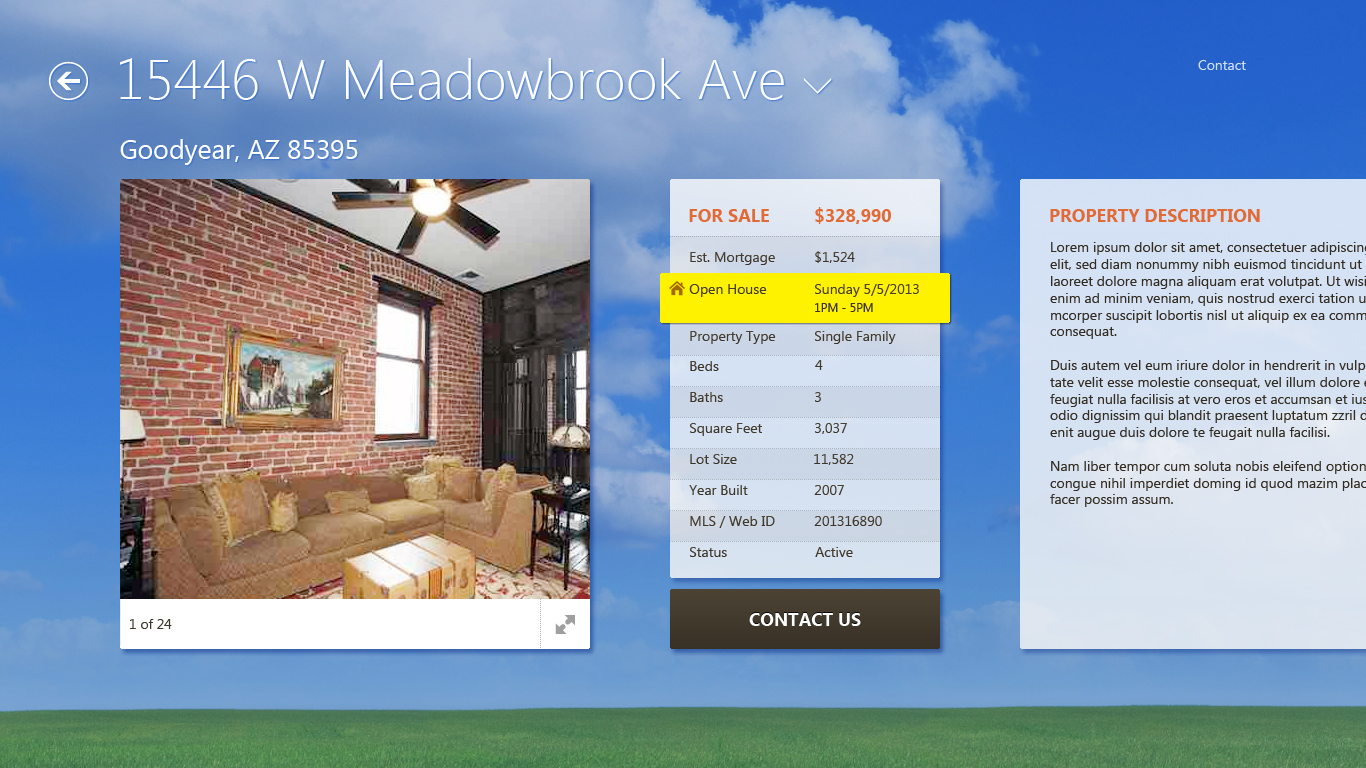 15446 W Meadowbrook Ave
Contact
Goodyear, AZ 85395
1 of 24
FOR SALE $328,990
Est. Mortgage $1,524
Open House Sunday 5/5/2013
1PM - 5PM
Property Type Single Family
Beds 4
Baths 3
Square Feet 3,037
Lot Size 11,582
Year Built 2007
MLS / Web ID 201316890
Status Active
CONTACT US
PROPERTY DESCRIPTION
Lorem ipsum dolor sit amet, consectetuer adipiscin
elit, sed diam nonummy nibh euismod tincidunt ut
laoreet dolore magna aliquam erat volutpat. Ut wisi
enim ad minim veniam, quis nostrud exerci tation u
mcorper suscipit lobortis nisl ut aliquip ex ea comm
consequat.
Duis autem vel eum iriure dolor in hendrerit in vulp
tate velit esse molestie consequat, vel illum dolore
feugiat nulla facilisis at vero eros et accumsan et ius
odio dignissim qui blandit praesent luptatum zzril d
enit augue duis dolore te feugait nulla facilisi.
Nam liber tempor cum soluta nobis eleifend option
congue nihil imperdiet doming id quod mazim plac
facer possim assum.